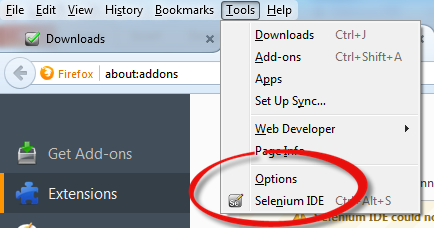 File Edit View History Bookmarks Tools Help
Downloads
Firefox about:addons
Get Add-ons
Extensions
Downloads Ctrl+J
Add-ons Ctrl+Shift+A
Apps
Set Up Sync...
Web Developer
Page Info
Options
Selenium IDE Ctrl+Alt+S
Selenium IDE could no